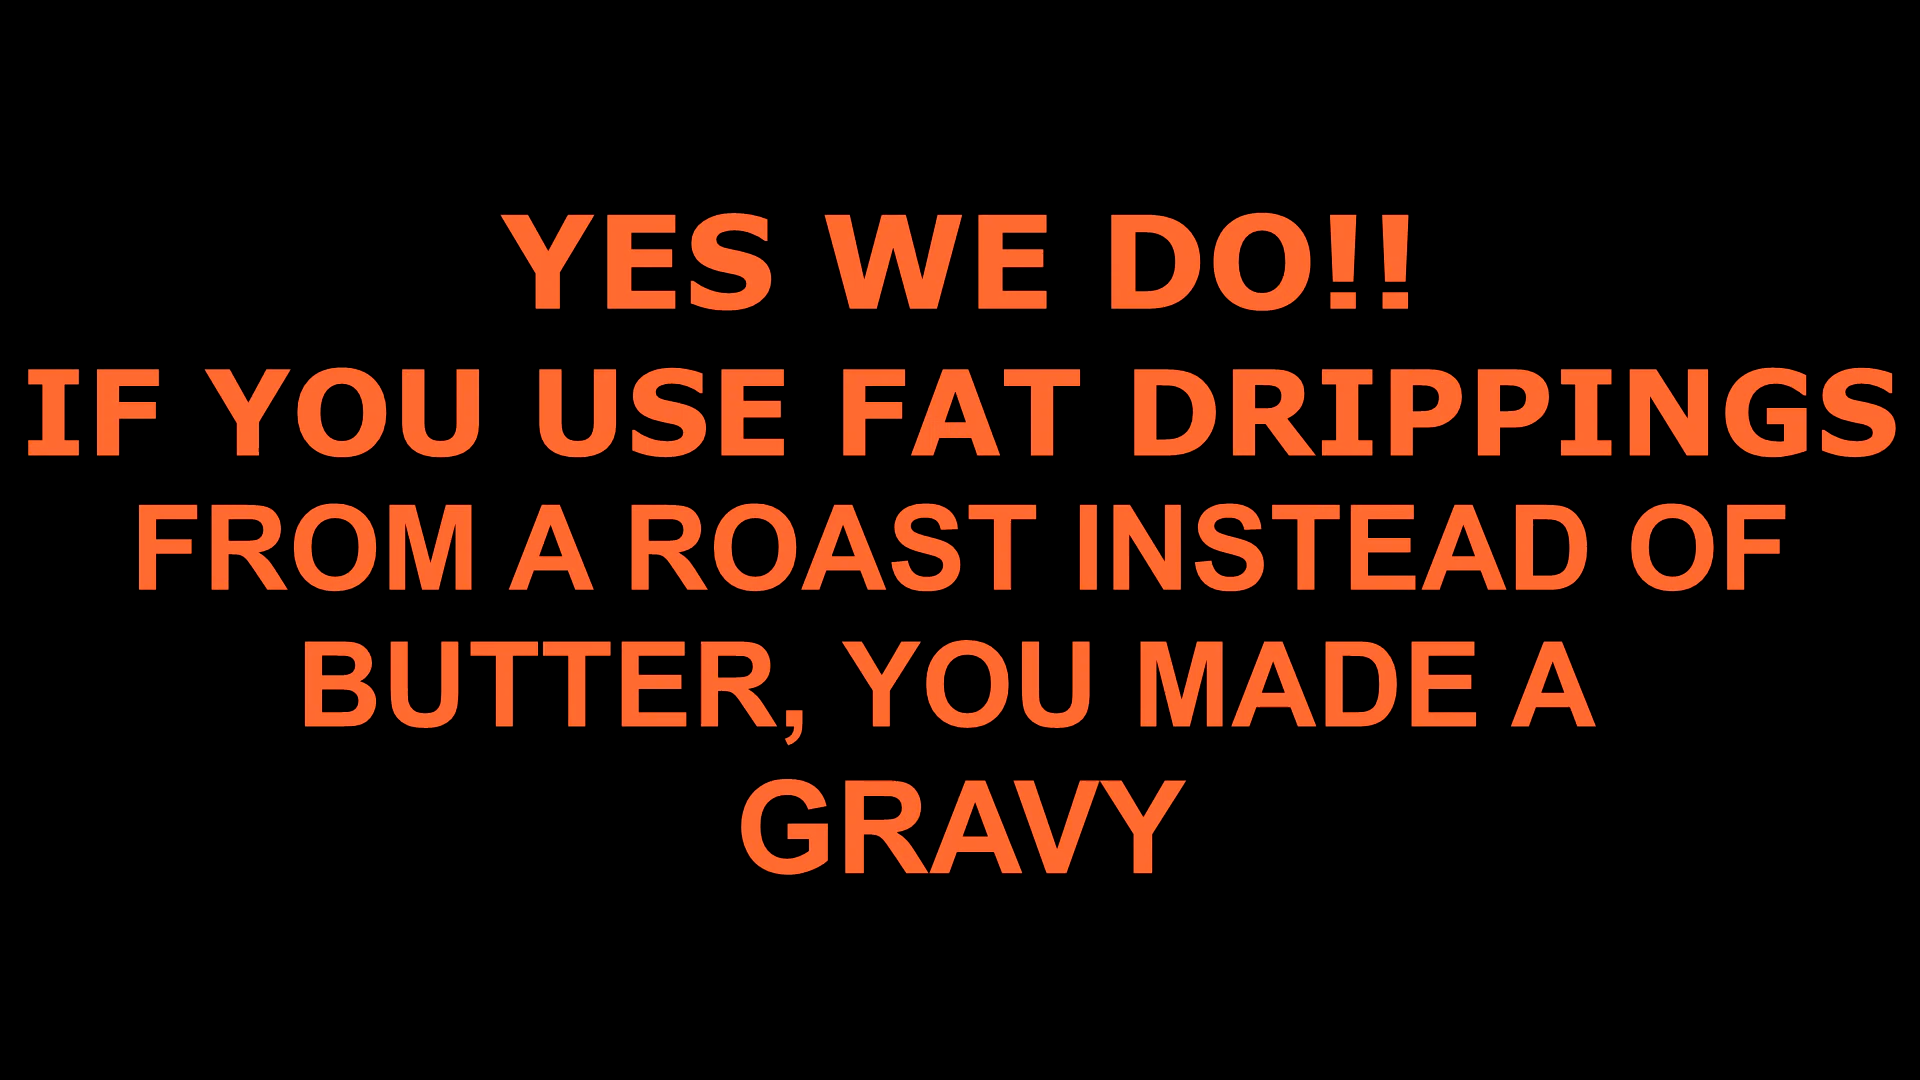 YES WE DO!!
IF YOU USE FAT DRIPPINGS
FROM A ROAST INSTEAD OF
BUTTER, YOU MADE A
GRAVY